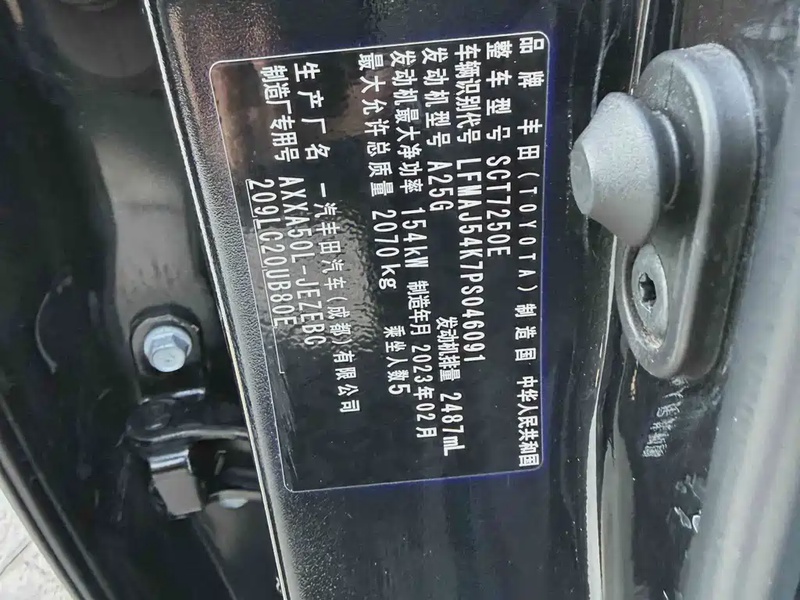 品牌 丰田(TOYOTA) 制造国 中华人民共和国
整车型号 SCT7250E
车辆识别代号 LFMAJ54K7PS046091
发动机型号 A25G 发动机排量 2487mL
发动机最大净功率 154kW 制造年月 2023年02月
最大允许总质量 2070kg 乘坐人数5
生产厂名 一汽丰田汽车(成都)有限公司
制造厂专用号 AXXA50L-JEZEBC
209LC20UB80E